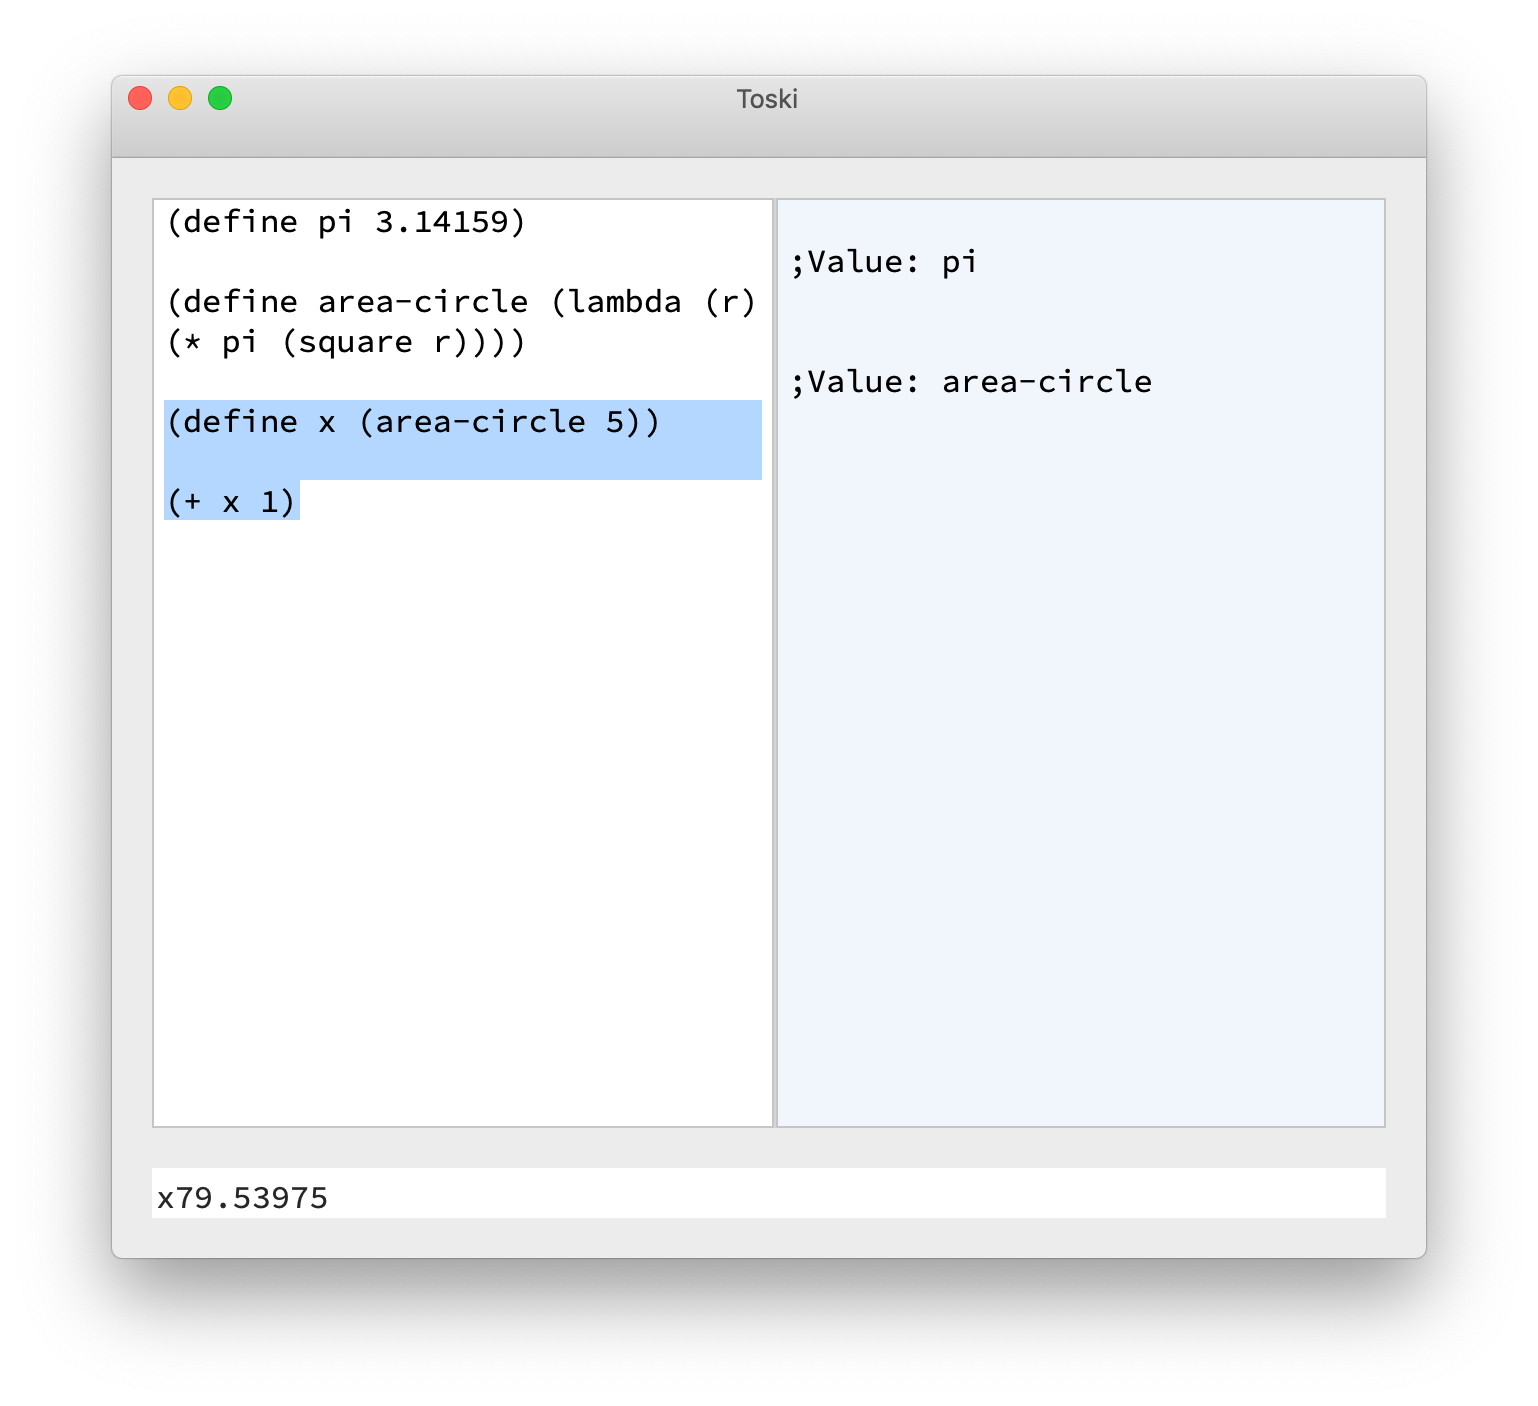 Toski
(define pi 3.14159)
(define area-circle (lambda (r)
(* pi (square r))))
(define x (area-circle 5))
(+ x 1)
;Value: pi
;Value: area-circle
x79.53975